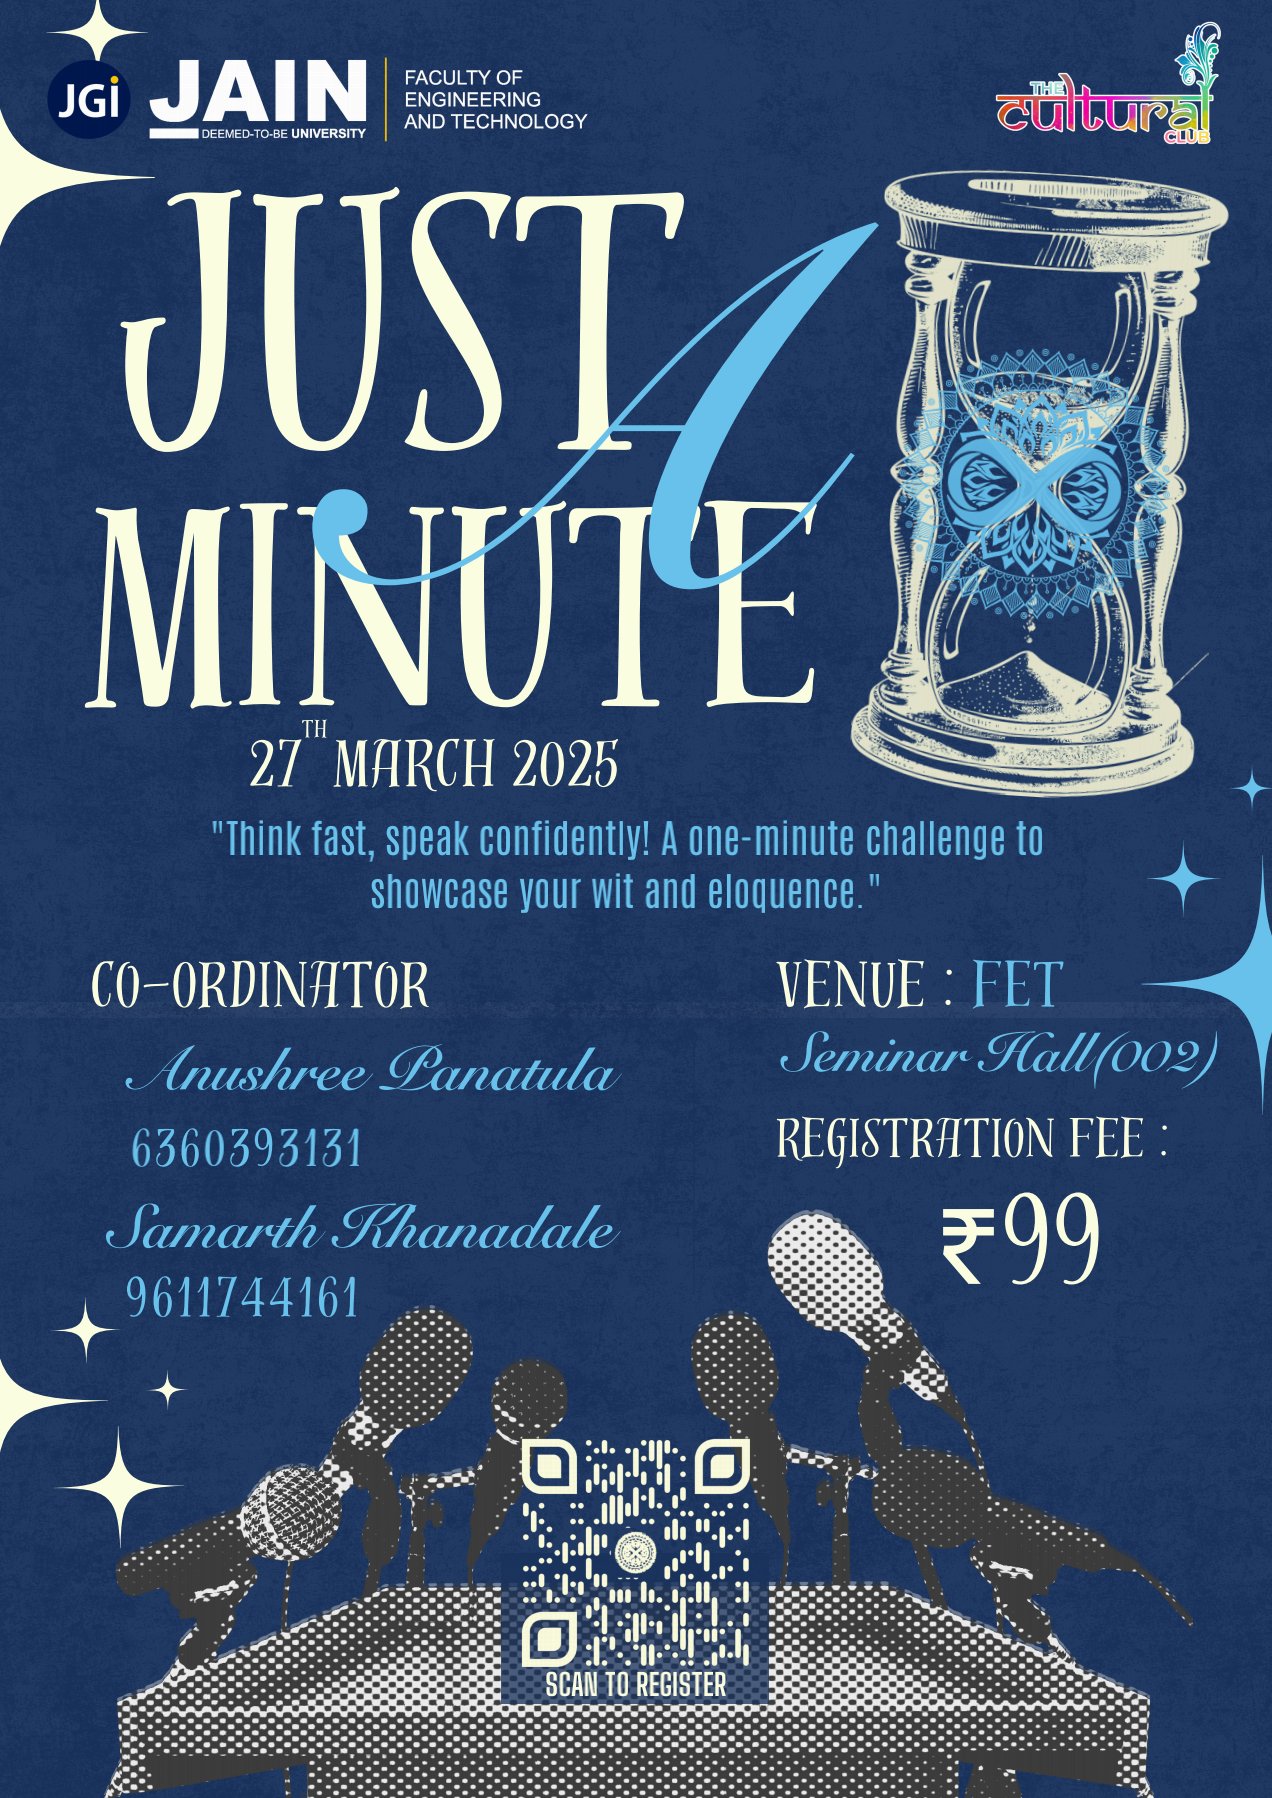 JGi
JAIN
DEEMED-TO-BE UNIVERSITY
FACULTY OF
ENGINEERING
AND TECHNOLOGY
THE
cultural
CLUB
JUST
A
MINUTE
27TH MARCH 2025
"Think fast, speak confidently! A one-minute challenge to
showcase your wit and eloquence."
CO-ORDINATOR
Anushree Panatula
6360393131
Samarth Khanadale
9611744161
VENUE : FET
Seminar Hall(002)
REGISTRATION FEE :
₹99
SCAN TO REGISTER